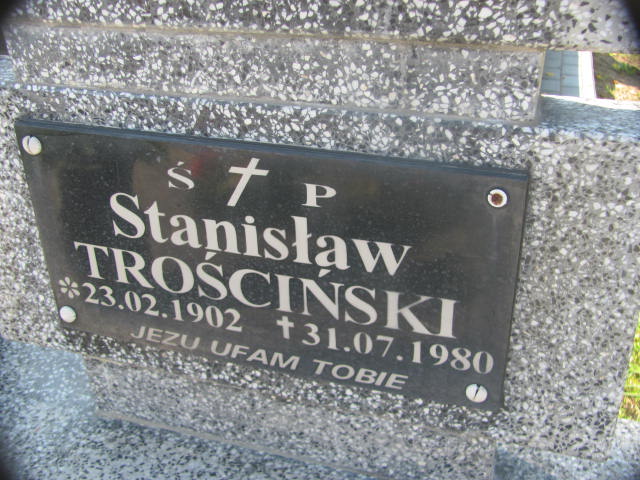 Ś † P
Stanisław
TROŚCIŃSKI
*23.02.1902 †31.07.1980
JEZU UFAM TOBIE